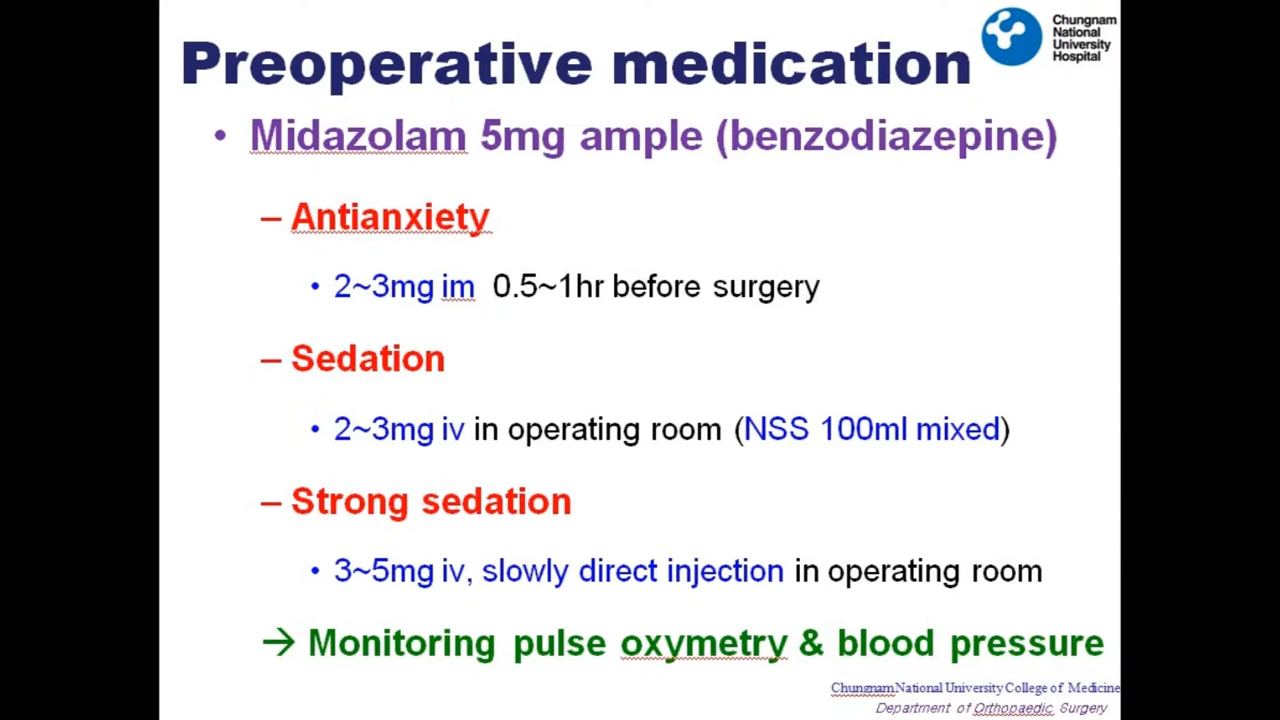 Preoperative medication
Chungnam
National
University
Hospital
• Midazolam 5mg ample (benzodiazepine)
– Antianxiety
• 2~3mg im 0.5~1hr before surgery
– Sedation
• 2~3mg iv in operating room (NSS 100ml mixed)
– Strong sedation
• 3~5mg iv, slowly direct injection in operating room
→ Monitoring pulse oxymetry & blood pressure
Chungnam National University College of Medicine
Department of Orthopaedic Surgery